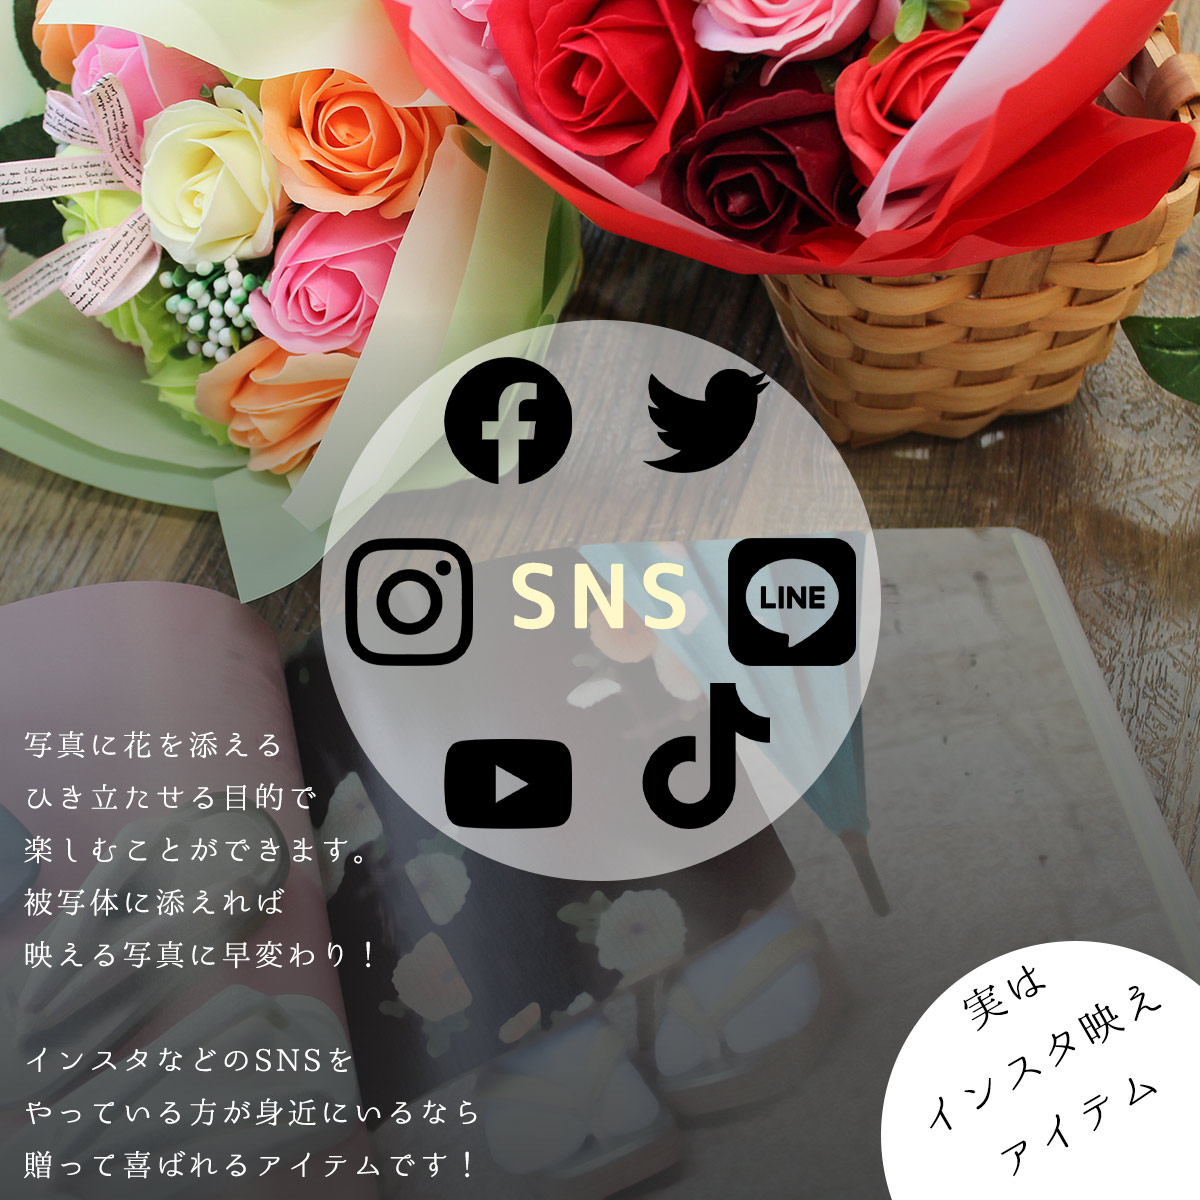 SNS
LINE
写真に花を添える
ひき立たせる目的で
楽しむことができます。
被写体に添えれば
映える写真に早変わり！
インスタなどのSNSを
やっている方が身近にいるなら
贈って喜ばれるアイテムです！
実は
インスタ映え
アイテム